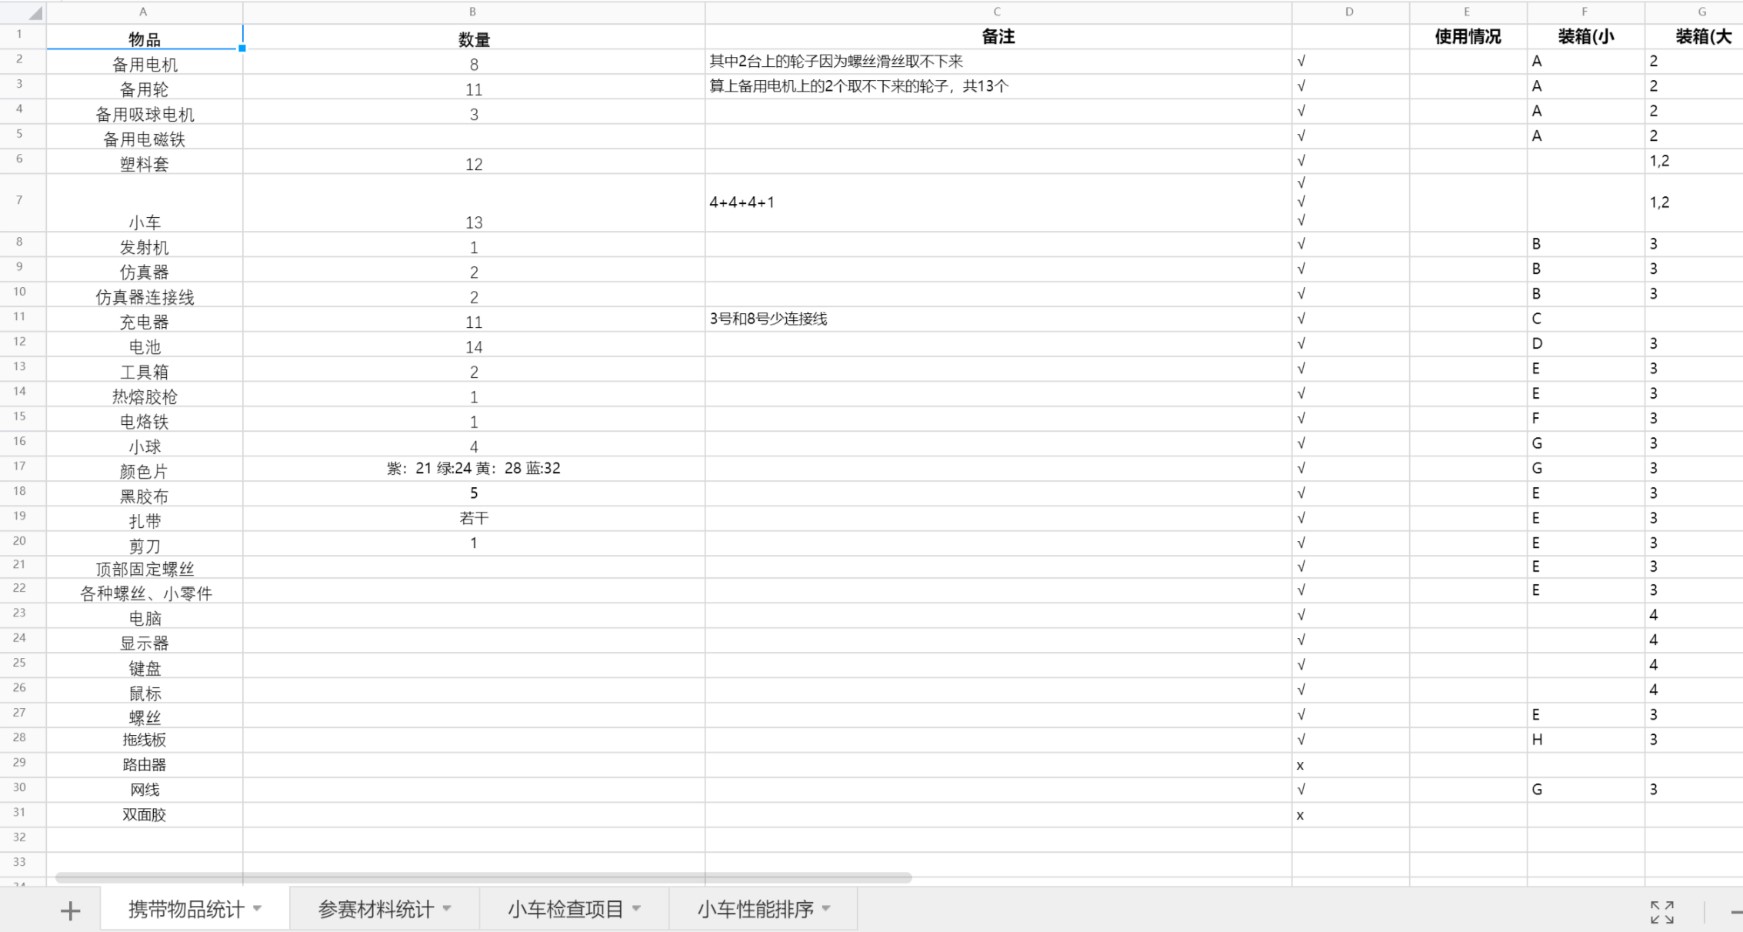 A B C D E F G
1 物品 数量 备注 使用情况 装箱(小 装箱(大
2 备用电机 8 其中2台上的轮子因为螺丝滑丝取不下来 √ A 2
3 备用轮 11 算上备用电机上的2个取不下来的轮子，共13个 √ A 2
4 备用吸球电机 3 √ A 2
5 备用电磁铁 √ A 2
6 塑料套 12 √ 1,2
√
7 小车 13 4+4+4+1 √ 1,2
√
8 发射机 1 √ B 3
9 仿真器 2 √ B 3
10 仿真器连接线 2 √ B 3
11 充电器 11 3号和8号少连接线 √ C
12 电池 14 √ D 3
13 工具箱 2 √ E 3
14 热熔胶枪 1 √ E 3
15 电烙铁 1 √ F 3
16 小球 4 √ G 3
17 颜色片 紫：21 绿:24 黄：28 蓝:32 √ G 3
18 黑胶布 5 √ E 3
19 扎带 若干 √ E 3
20 剪刀 1 √ E 3
21 顶部固定螺丝 √ E 3
22 各种螺丝、小零件 √ E 3
23 电脑 √ 4
24 显示器 √ 4
25 键盘 √ 4
26 鼠标 √ 4
27 螺丝 √ E 3
28 拖线板 √ H 3
29 路由器 x
30 网线 √ G 3
31 双面胶 x
32
33
携带物品统计 参赛材料统计 小车检查项目 小车性能排序